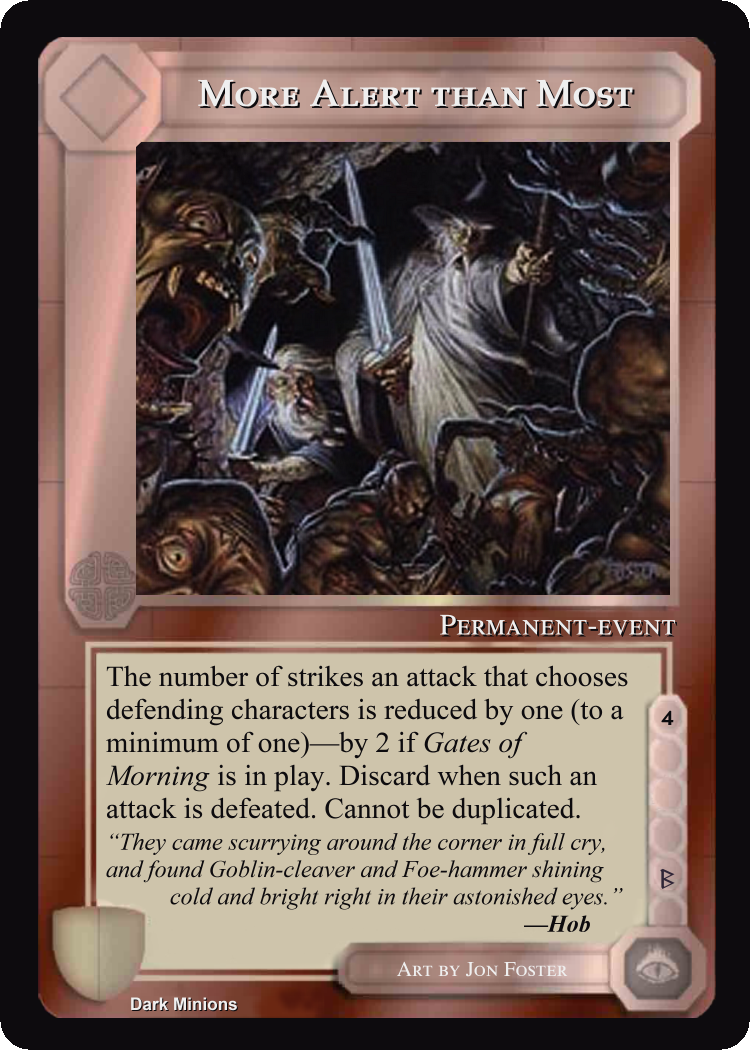 More Alert than Most
FOSTER
Permanent-event
The number of strikes an attack that chooses
defending characters is reduced by one (to a
minimum of one)—by 2 if Gates of
Morning is in play. Discard when such an
attack is defeated. Cannot be duplicated.
“They came scurrying around the corner in full cry,
and found Goblin-cleaver and Foe-hammer shining
cold and bright right in their astonished eyes.”
—Hob
4
ᛒ
Art by Jon Foster
Dark Minions